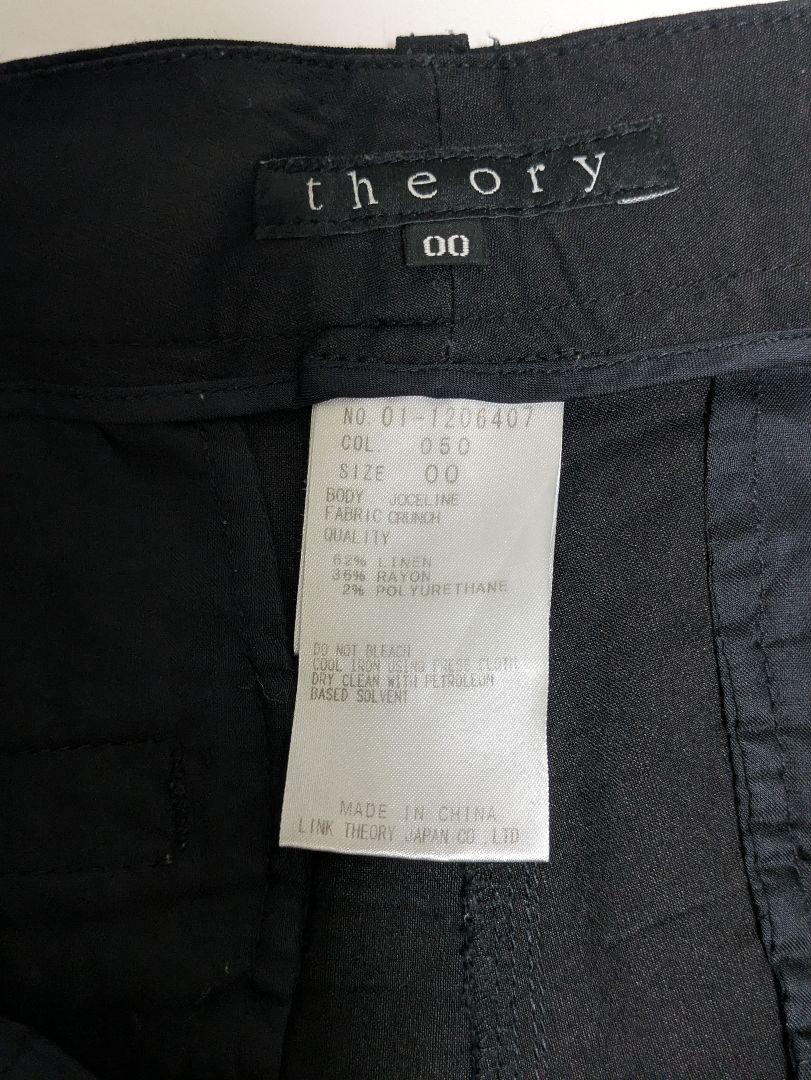 theory
00
NO. 01-1206407
COL. 050
SIZE 00
BODY JOCELINE
FABRIC CRUNCH
QUALITY
62% LINEN
36% RAYON
2% POLYURETHANE
DO NOT BLEACH
COOL IRON USING PRESS CLOTH
DRY CLEAN WITH PETROLEUM
BASED SOLVENT
MADE IN CHINA
LINK THEORY JAPAN CO.,LTD